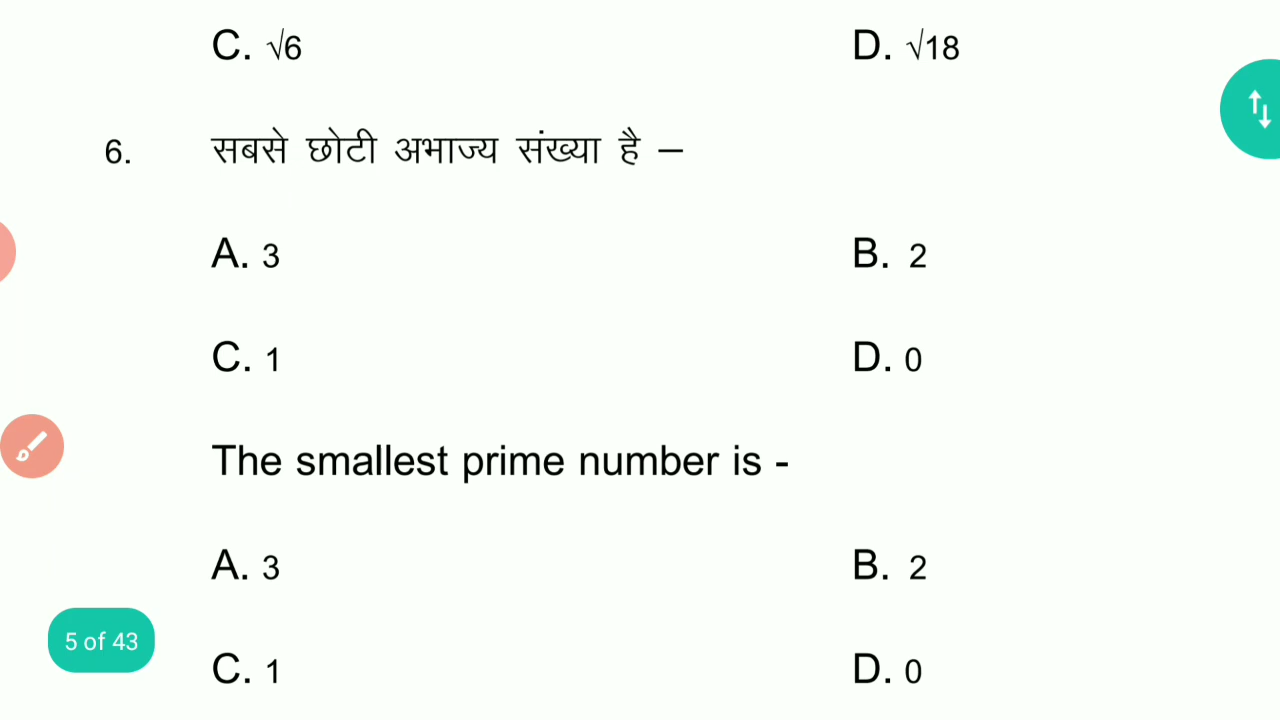 C. √6 D. √18
6. सबसे छोटी अभाज्य संख्या है –
A. 3 B. 2
C. 1 D. 0
The smallest prime number is -
A. 3 B. 2
5 of 43
C. 1 D. 0